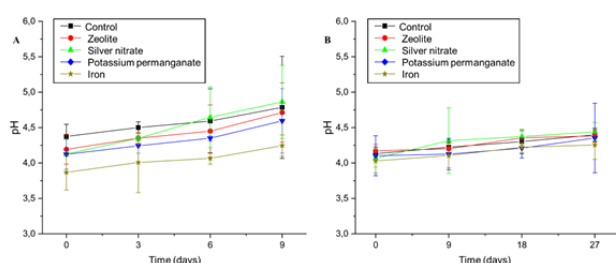 A
Control
Zeolite
Silver nitrate
Potassium permanganate
Iron
pH
6,0
5,5
5,0
4,5
4,0
3,5
3,0
0
3
6
9
Time (days)
B
Control
Zeolite
Silver nitrate
Potassium permanganate
Iron
pH
6,0
5,5
5,0
4,5
4,0
3,5
3,0
0
9
18
27
Time (days)